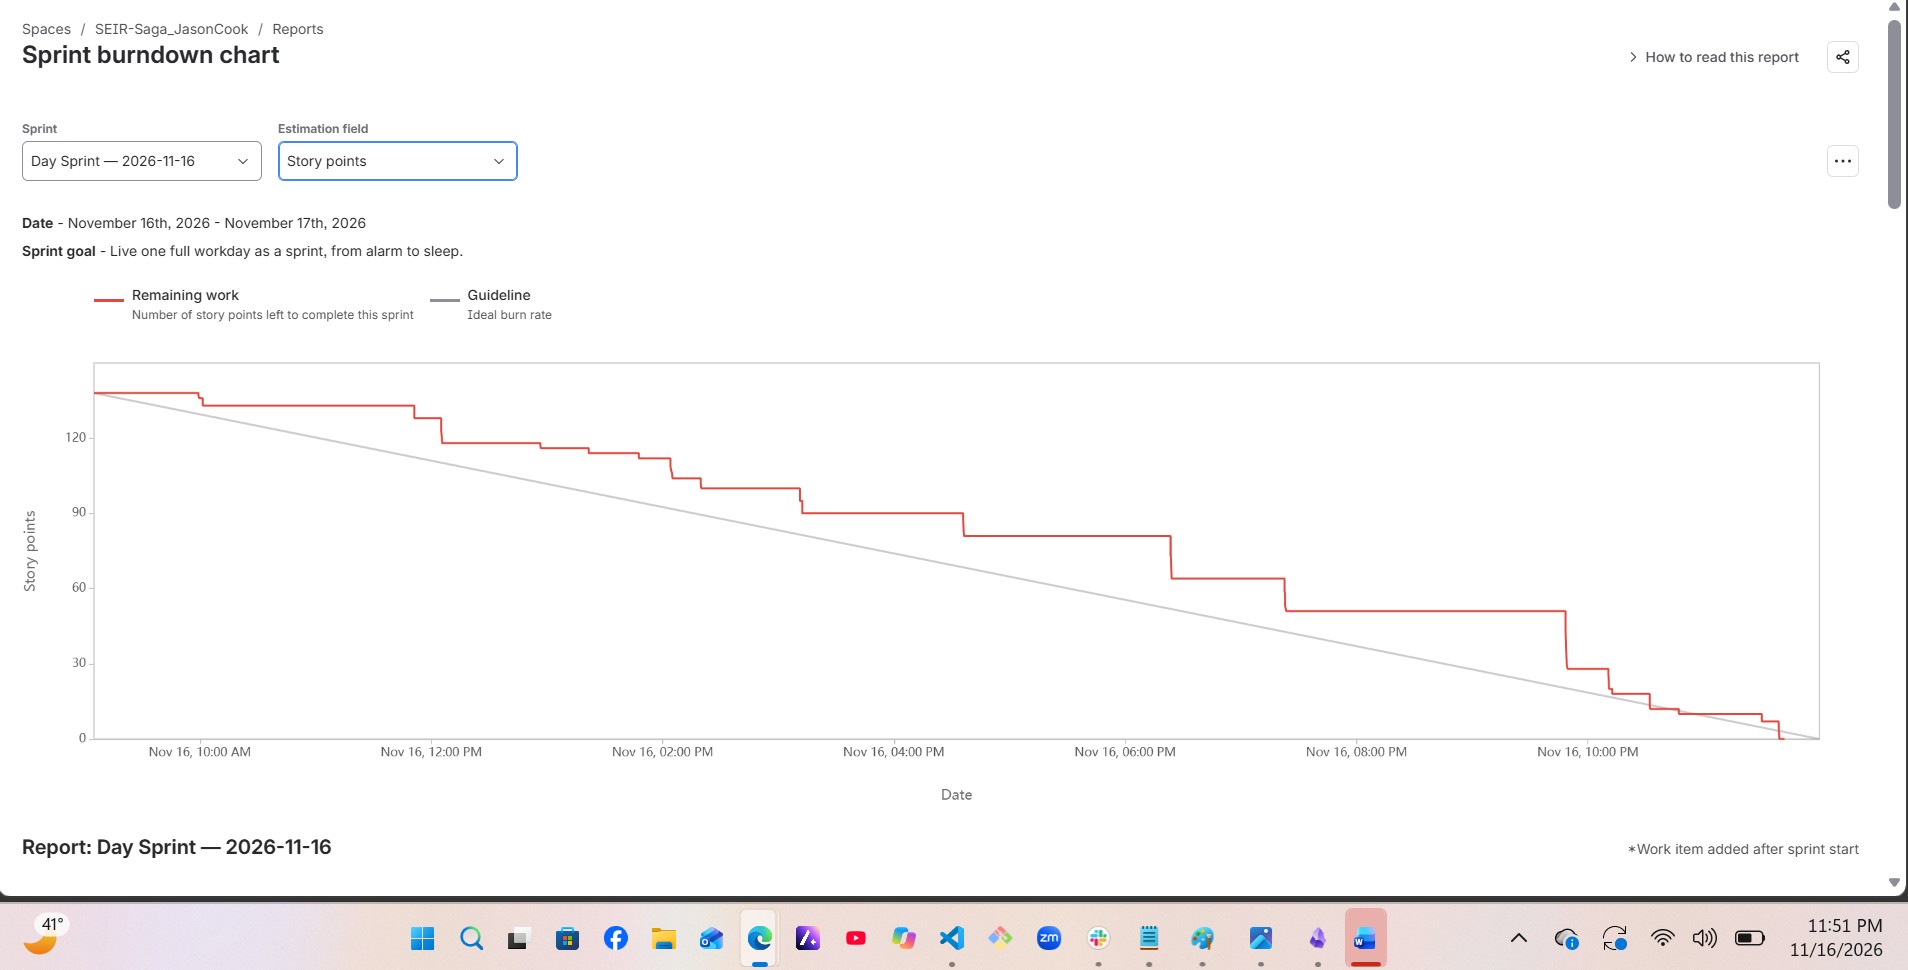 Spaces / SEIR-Saga_JasonCook / Reports
Sprint burndown chart
How to read this report
Sprint
Estimation field
Day Sprint — 2026-11-16
Story points
Date - November 16th, 2026 - November 17th, 2026
Sprint goal - Live one full workday as a sprint, from alarm to sleep.
Remaining work
Number of story points left to complete this sprint
Guideline
Ideal burn rate
Story points
120
90
60
30
0
Nov 16, 10:00 AM
Nov 16, 12:00 PM
Nov 16, 02:00 PM
Nov 16, 04:00 PM
Nov 16, 06:00 PM
Nov 16, 08:00 PM
Nov 16, 10:00 PM
Date
Report: Day Sprint — 2026-11-16
*Work item added after sprint start
41°
zm
11:51 PM
11/16/2026